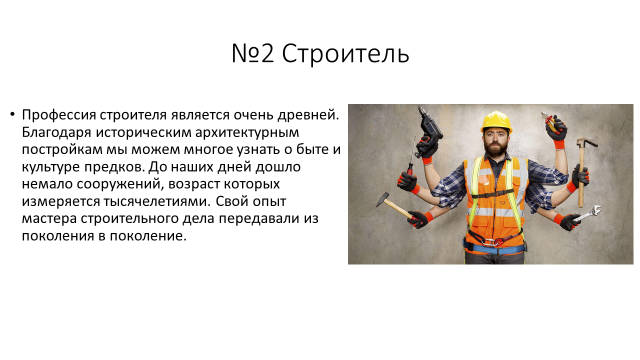 №2 Строитель
• Профессия строителя является очень древней.
Благодаря историческим архитектурным
постройкам мы можем многое узнать о быте и
культуре предков. До наших дней дошло
немало сооружений, возраст которых
измеряется тысячелетиями. Свой опыт
мастера строительного дела передавали из
поколения в поколение.